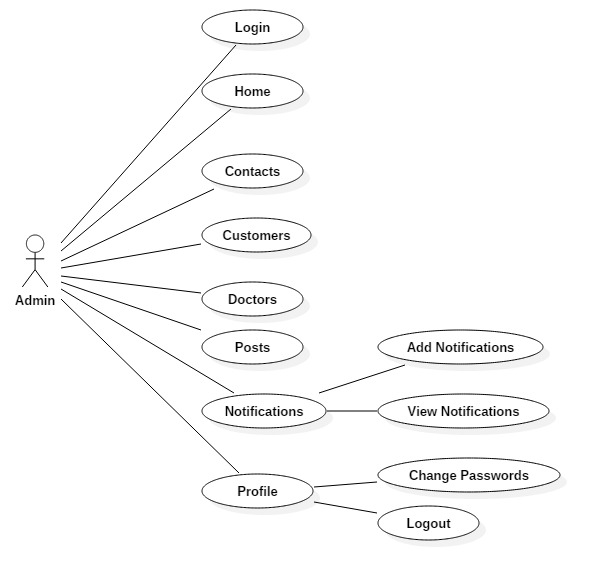 Login
Home
Contacts
Customers
Admin
Doctors
Posts
Add Notifications
Notifications
View Notifications
Profile
Change Passwords
Logout